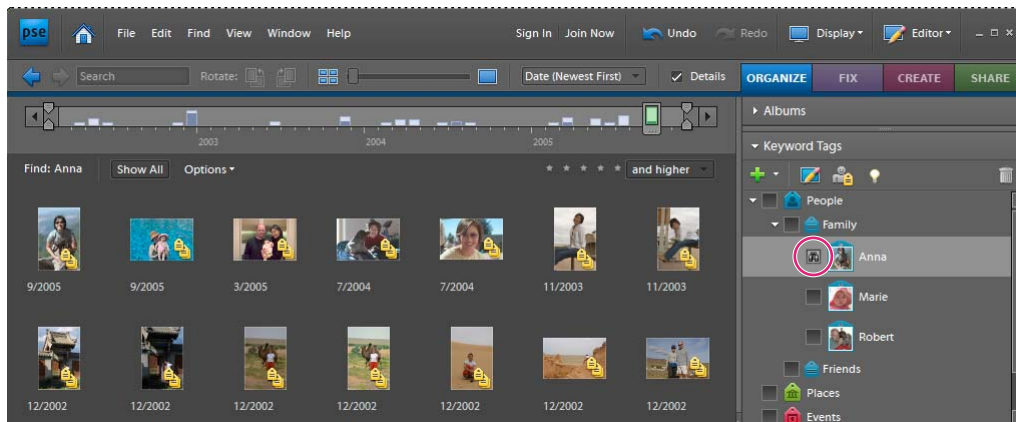 pse File Edit Find View Window Help Sign In Join Now Undo Redo Display Editor
Search Rotate: Date (Newest First) Details ORGANIZE FIX CREATE SHARE
Albums
2003 2004 2005
Keyword Tags
Find: Anna Show All Options and higher
People
Family
Anna
9/2005 9/2005 3/2005 7/2004 7/2004 11/2003 11/2003
Marie
Robert
Friends
Places
12/2002 12/2002 12/2002 12/2002 12/2002 12/2002 12/2002
Events